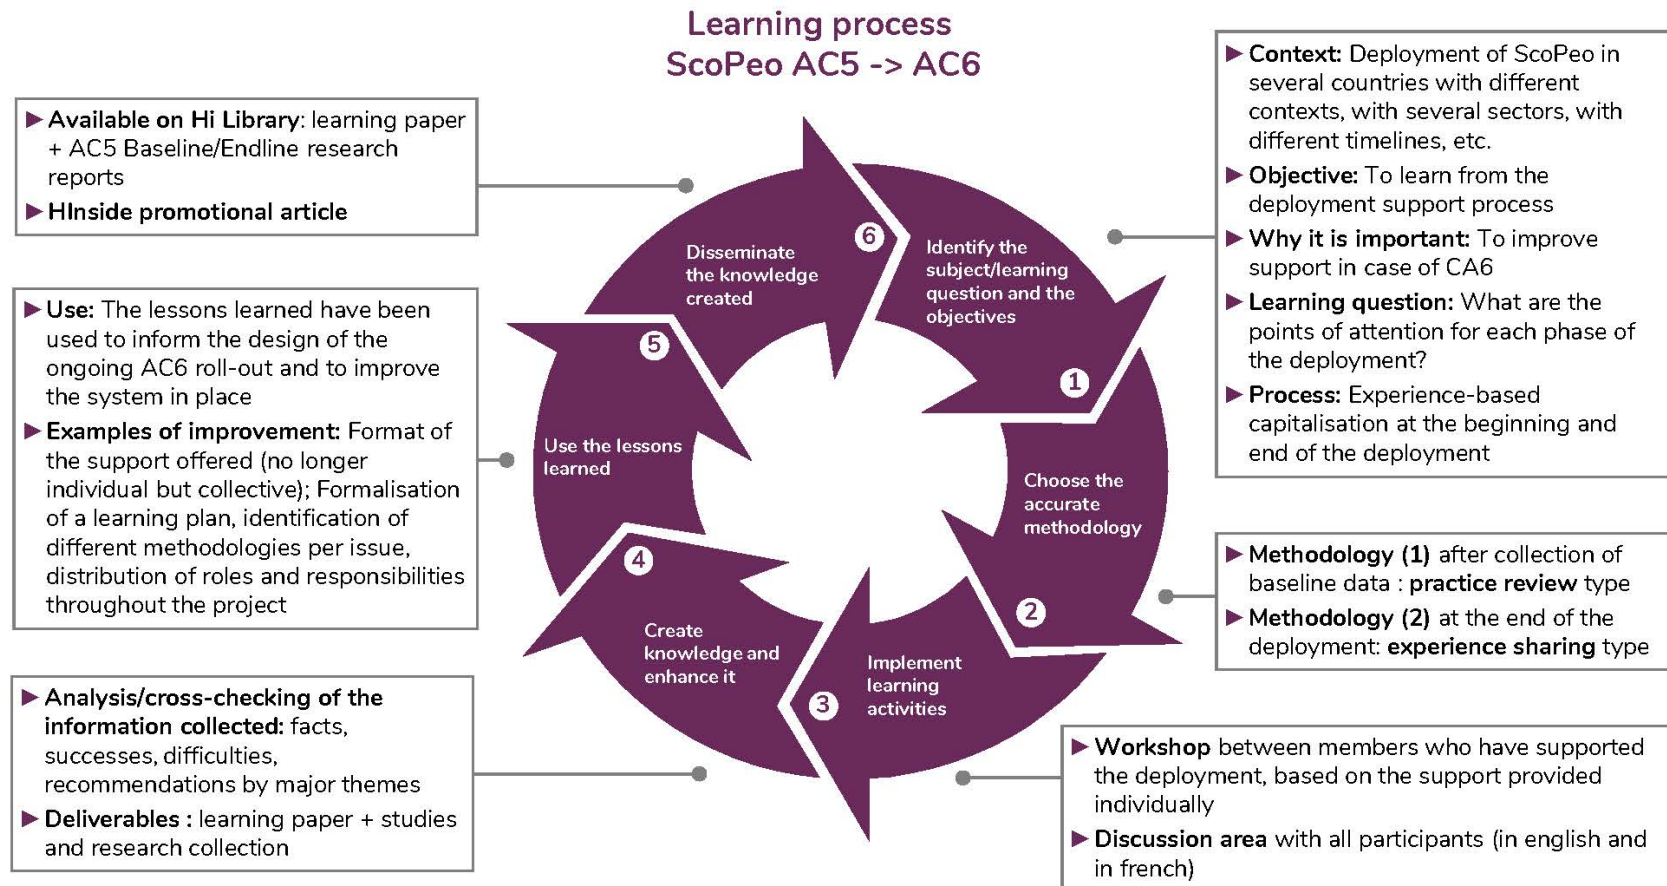 Learning process
ScoPeo AC5 -> AC6
▶ Context: Deployment of ScoPeo in
several countries with different
contexts, with several sectors, with
different timelines, etc.
▶ Objective: To learn from the
deployment support process
▶ Why it is important: To improve
support in case of CA6
▶ Learning question: What are the
points of attention for each phase of
the deployment?
▶ Process: Experience-based
capitalisation at the beginning and
end of the deployment
Identify the
subject/learning
question and the
objectives
1
Choose the
accurate
methodology
2
▶ Methodology (1) after collection of
baseline data : practice review type
▶ Methodology (2) at the end of the
deployment: experience sharing type
Implement
learning
activities
3
▶ Workshop between members who have supported
the deployment, based on the support provided
individually
▶ Discussion area with all participants (in english and
in french)
Create
knowledge and
enhance it
4
▶ Analysis/cross-checking of the
information collected: facts,
successes, difficulties,
recommendations by major themes
▶ Deliverables : learning paper + studies
and research collection
Use the lessons
learned
5
▶ Use: The lessons learned have been
used to inform the design of the
ongoing AC6 roll-out and to improve
the system in place
▶ Examples of improvement: Format of
the support offered (no longer
individual but collective); Formalisation
of a learning plan, identification of
different methodologies per issue,
distribution of roles and responsibilities
throughout the project
Disseminate
the knowledge
created
6
▶ Available on Hi Library: learning paper
+ AC5 Baseline/Endline research
reports
▶ HInside promotional article